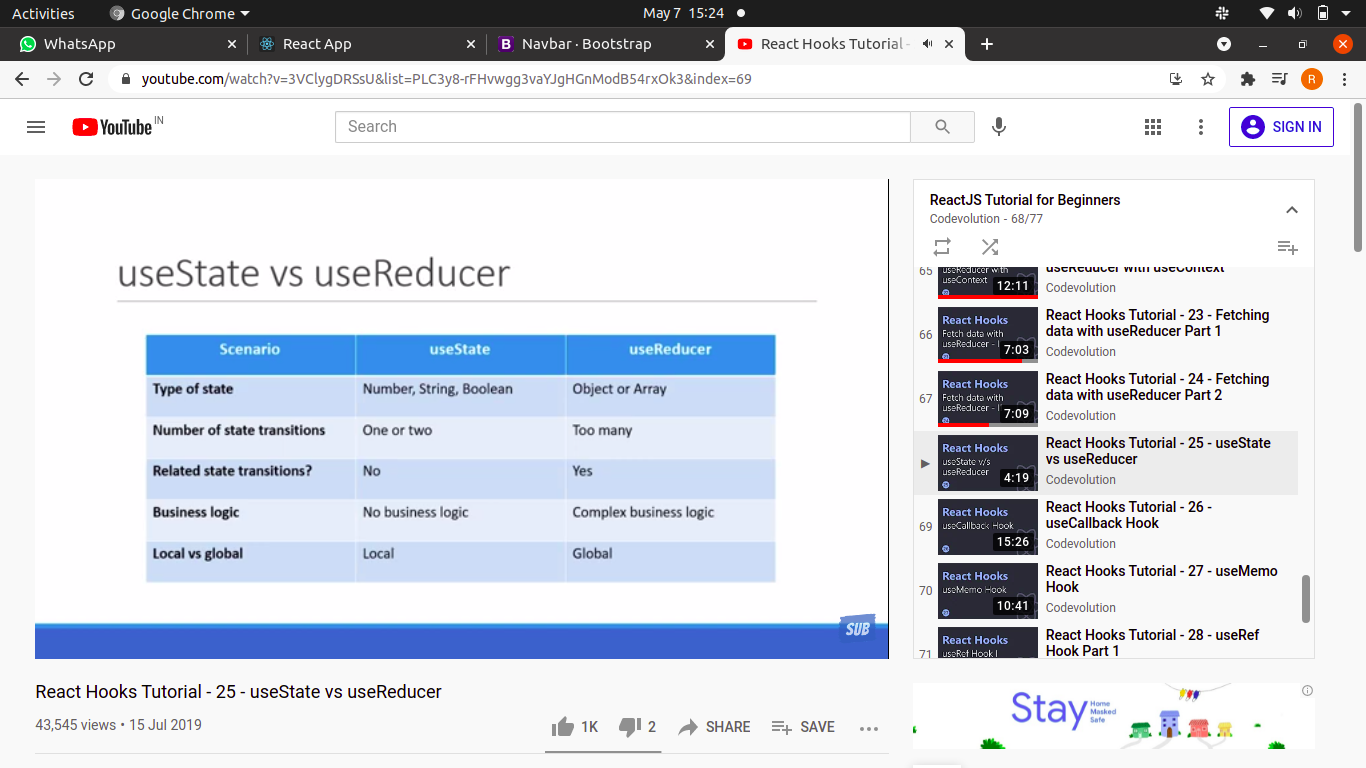 Activities
Google Chrome
May 7 15:24
WhatsApp
React App
B
Navbar · Bootstrap
React Hooks Tutorial -
youtube.com/watch?v=3VClygDRSsU&list=PLC3y8-rFHvwgg3vaYJgHGnModB54rxOk3&index=69
R
YouTube IN
Search
SIGN IN
useState vs useReducer
Scenario useState useReducer
Type of state Number, String, Boolean Object or Array
Number of state transitions One or two Too many
Related state transitions? No Yes
Business logic No business logic Complex business logic
Local vs global Local Global
SUB
React Hooks Tutorial - 25 - useState vs useReducer
43,545 views • 15 Jul 2019
1K
2
SHARE
SAVE
ReactJS Tutorial for Beginners
Codevolution - 68/77
65
useReducer with
useContext
12:11
useReducer with useContext
Codevolution
66
React Hooks
Fetch data with
useReducer - 
7:03
React Hooks Tutorial - 23 - Fetching
data with useReducer Part 1
Codevolution
67
React Hooks
Fetch data with
useReducer - 
7:09
React Hooks Tutorial - 24 - Fetching
data with useReducer Part 2
Codevolution
React Hooks
useState v/s
useReducer
4:19
React Hooks Tutorial - 25 - useState
vs useReducer
Codevolution
69
React Hooks
useCallback Hook
15:26
React Hooks Tutorial - 26 -
useCallback Hook
Codevolution
70
React Hooks
useMemo Hook
10:41
React Hooks Tutorial - 27 - useMemo
Hook
Codevolution
71
React Hooks
useRef Hook
React Hooks Tutorial - 28 - useRef
Hook Part 1
Stay
Home
Masked
Safe